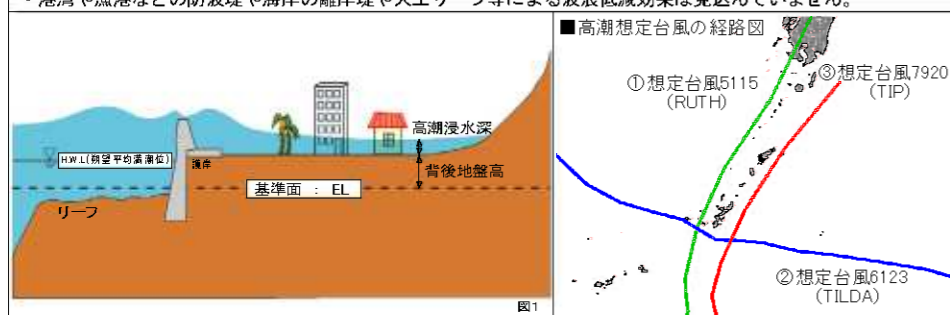 ・港湾や漁港などの防波堤や海岸の離岸堤や人工リーフ等による波浪低減効果は見込んでいません。
高潮浸水深
H.W.L(朔望平均満潮位)
護岸
背後地盤高
基準面 : EL
リーフ
図1
■高潮想定台風の経路図
①想定台風5115
(RUTH)
③想定台風7920
(TIP)
②想定台風6123
(TILDA)